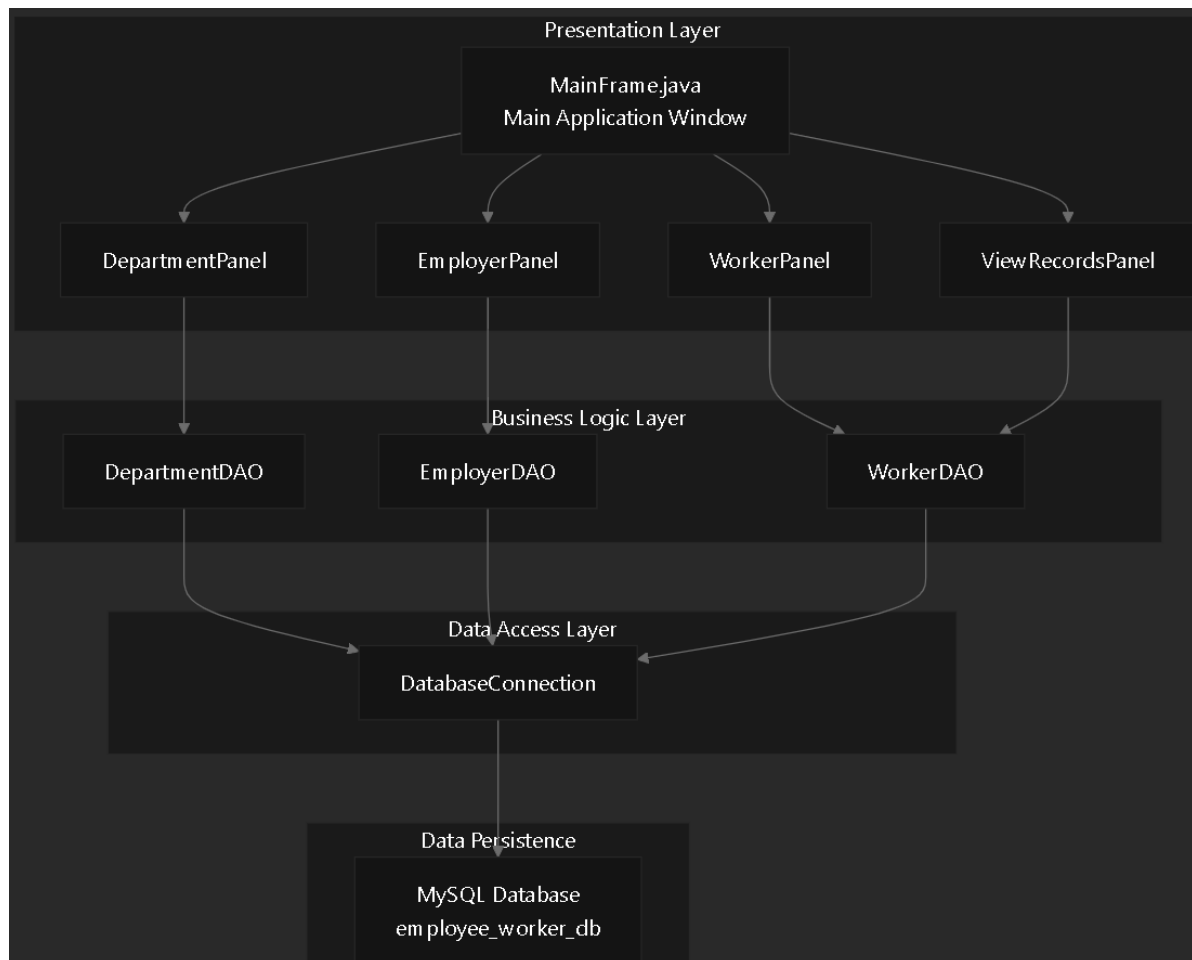 Presentation Layer
MainFrame.java
Main Application Window
DepartmentPanel
EmployerPanel
WorkerPanel
ViewRecordsPanel
Business Logic Layer
DepartmentDAO
EmployerDAO
WorkerDAO
Data Access Layer
DatabaseConnection
Data Persistence
MySQL Database
employee_worker_db